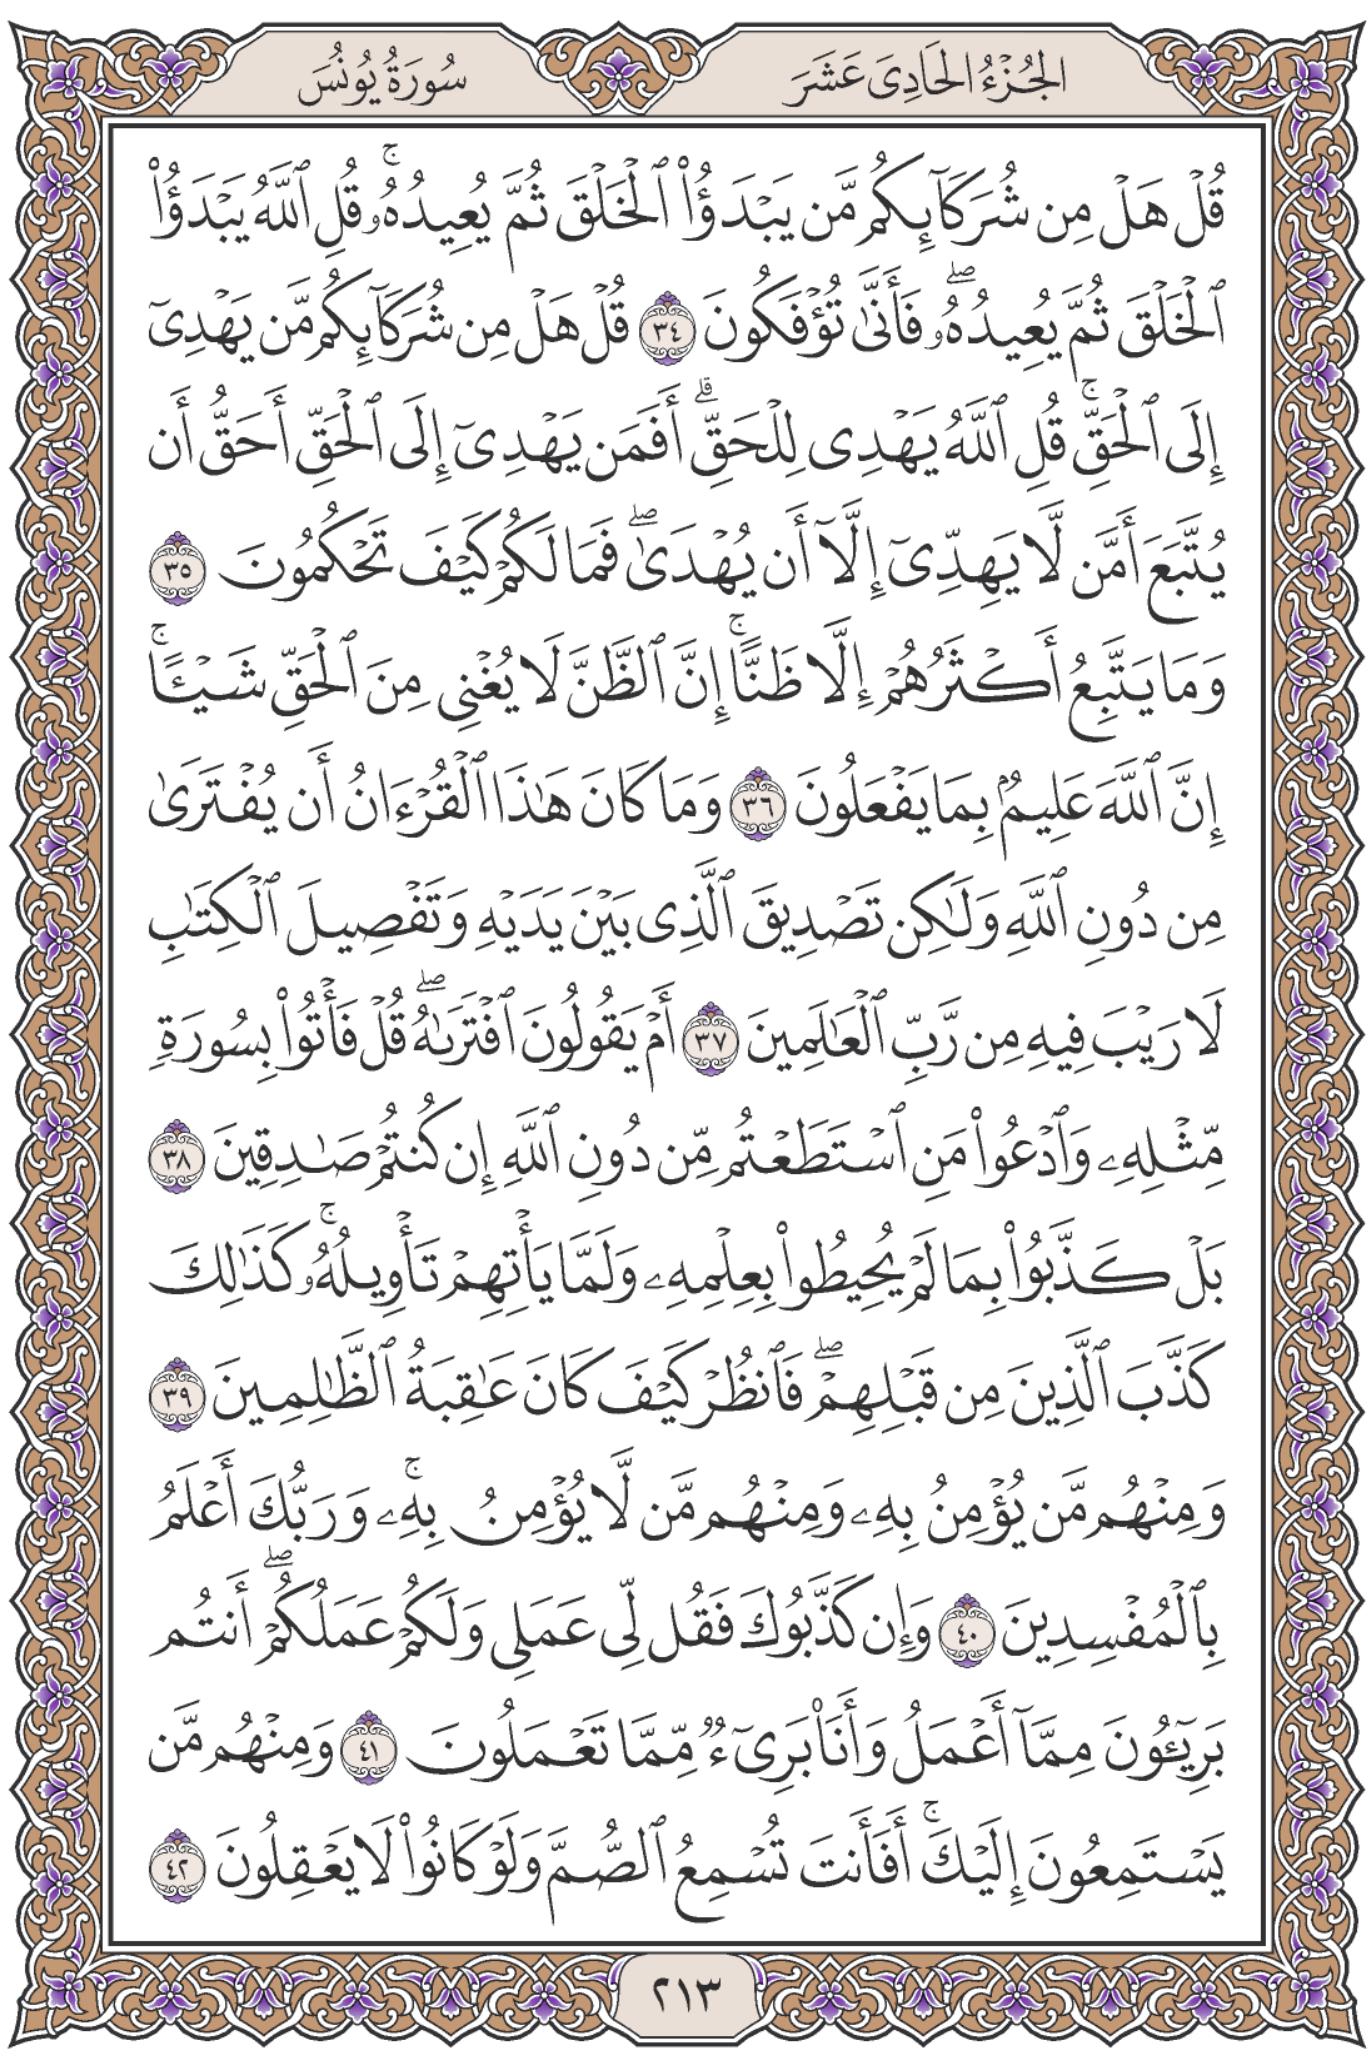 الجُزْءُ الحَادِىَ عَشَرَ
سُورَةُ يُونُسَ
قُلْ هَلْ مِن شُرَكَآئِكُم مَّن يَبْدَؤُاْ ٱلْخَلْقَ ثُمَّ يُعِيدُهُۥۚ قُلِ ٱللَّهُ يَبْدَؤُاْ
ٱلْخَلْقَ ثُمَّ يُعِيدُهُۥۖ فَأَنَّىٰ تُؤْفَكُونَ ٣٤ قُلْ هَلْ مِن شُرَكَآئِكُم مَّن يَهْدِىٓ
إِلَى ٱلْحَقِّۚ قُلِ ٱللَّهُ يَهْدِى لِلْحَقِّۗ أَفَمَن يَهْدِىٓ إِلَى ٱلْحَقِّ أَحَقُّ أَن
يُتَّبَعَ أَمَّن لَّا يَهِدِّىٓ إِلَّآ أَن يُهْدَىٰۖ فَمَا لَكُمْ كَيْفَ تَحْكُمُونَ ٣٥
وَمَا يَتَّبِعُ أَكْثَرُهُمْ إِلَّا ظَنًّاۚ إِنَّ ٱلظَّنَّ لَا يُغْنِى مِنَ ٱلْحَقِّ شَيْـًٔاۚ
إِنَّ ٱللَّهَ عَلِيمٌۢ بِمَا يَفْعَلُونَ ٣٦ وَمَا كَانَ هَٰذَا ٱلْقُرْءَانُ أَن يُفْتَرَىٰ
مِن دُونِ ٱللَّهِ وَلَٰكِن تَصْدِيقَ ٱلَّذِى بَيْنَ يَدَيْهِ وَتَفْصِيلَ ٱلْكِتَٰبِ
لَا رَيْبَ فِيهِ مِن رَّبِّ ٱلْعَٰلَمِينَ ٣٧ أَمْ يَقُولُونَ ٱفْتَرَىٰهُۖ قُلْ فَأْتُواْ بِسُورَةٍ
مِّثْلِهِۦ وَٱدْعُواْ مَنِ ٱسْتَطَعْتُم مِّن دُونِ ٱللَّهِ إِن كُنتُمْ صَٰدِقِينَ ٣٨
بَلْ كَذَّبُواْ بِمَا لَمْ يُحِيطُواْ بِعِلْمِهِۦ وَلَمَّا يَأْتِهِمْ تَأْوِيلُهُۥۚ كَذَٰلِكَ
كَذَّبَ ٱلَّذِينَ مِن قَبْلِهِمْۖ فَٱنظُرْ كَيْفَ كَانَ عَٰقِبَةُ ٱلظَّٰلِمِينَ ٣٩
وَمِنْهُم مَّن يُؤْمِنُ بِهِۦ وَمِنْهُم مَّن لَّا يُؤْمِنُ بِهِۦۚ وَرَبُّكَ أَعْلَمُ
بِٱلْمُفْسِدِينَ ٤٠ وَإِن كَذَّبُوكَ فَقُل لِّى عَمَلِى وَلَكُمْ عَمَلُكُمْۖ أَنتُم
بَرِيٓـُٔونَ مِمَّآ أَعْمَلُ وَأَنَا۠ بَرِىٓءٌ مِّمَّا تَعْمَلُونَ ٤١ وَمِنْهُم مَّن
يَسْتَمِعُونَ إِلَيْكَۚ أَفَأَنتَ تُسْمِعُ ٱلصُّمَّ وَلَوْ كَانُواْ لَا يَعْقِلُونَ ٤٢
٢١٣